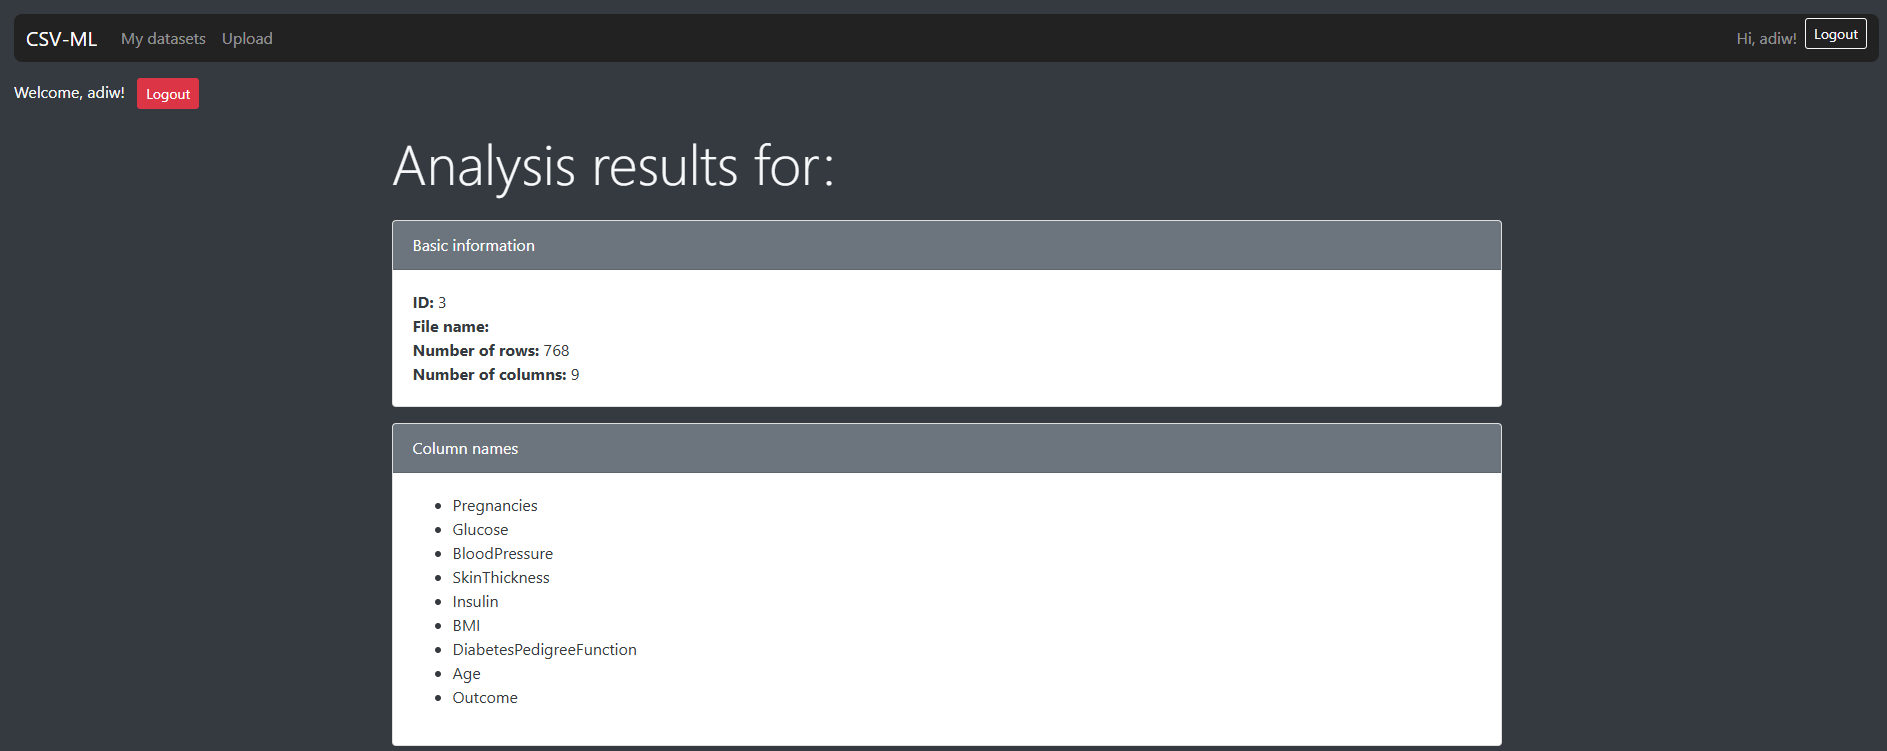 CSV-ML My datasets Upload Hi, adiw! Logout
Welcome, adiw! Logout
Analysis results for:
Basic information
ID: 3
File name:
Number of rows: 768
Number of columns: 9
Column names
Pregnancies
Glucose
BloodPressure
SkinThickness
Insulin
BMI
DiabetesPedigreeFunction
Age
Outcome